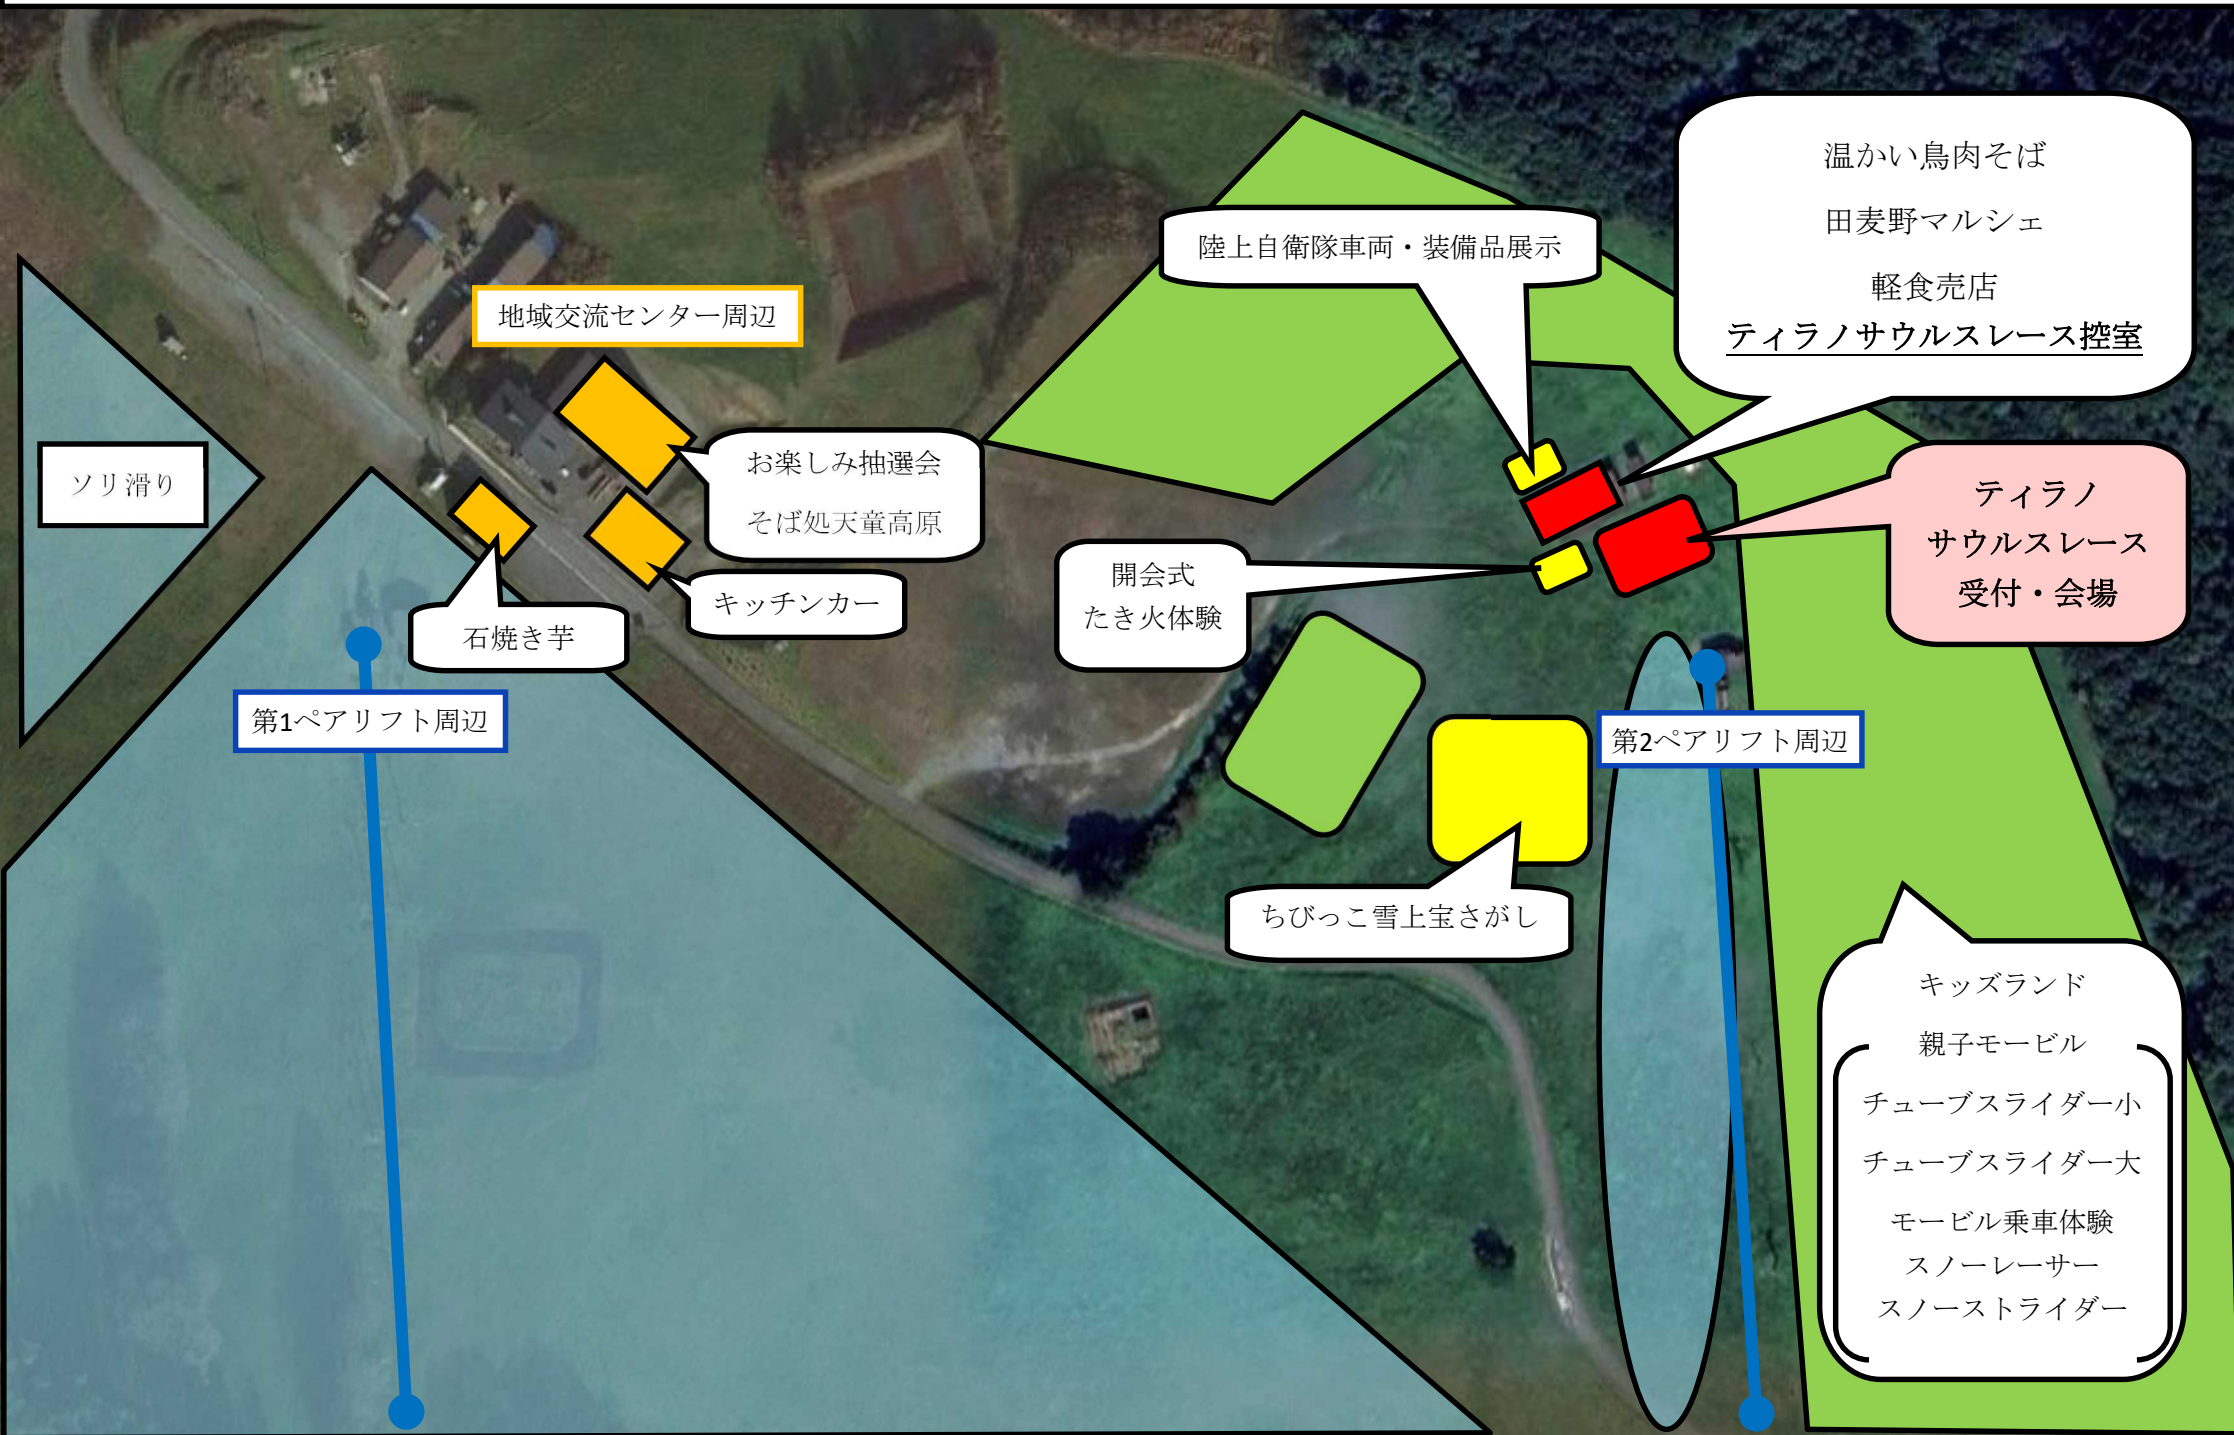 温かい鳥肉そば
田麦野マルシェ
軽食売店
ティラノサウルスレース控室
陸上自衛隊車両・装備品展示
地域交流センター周辺
お楽しみ抽選会
そば処天童高原
ソリ滑り
キッチンカー
石焼き芋
開会式
たき火体験
ティラノ
サウルスレース
受付・会場
第1ペアリフト周辺
第2ペアリフト周辺
ちびっこ雪上宝さがし
キッズランド
親子モービル
チューブスライダー小
チューブスライダー大
モービル乗車体験
スノーレーサー
スノーストライダー